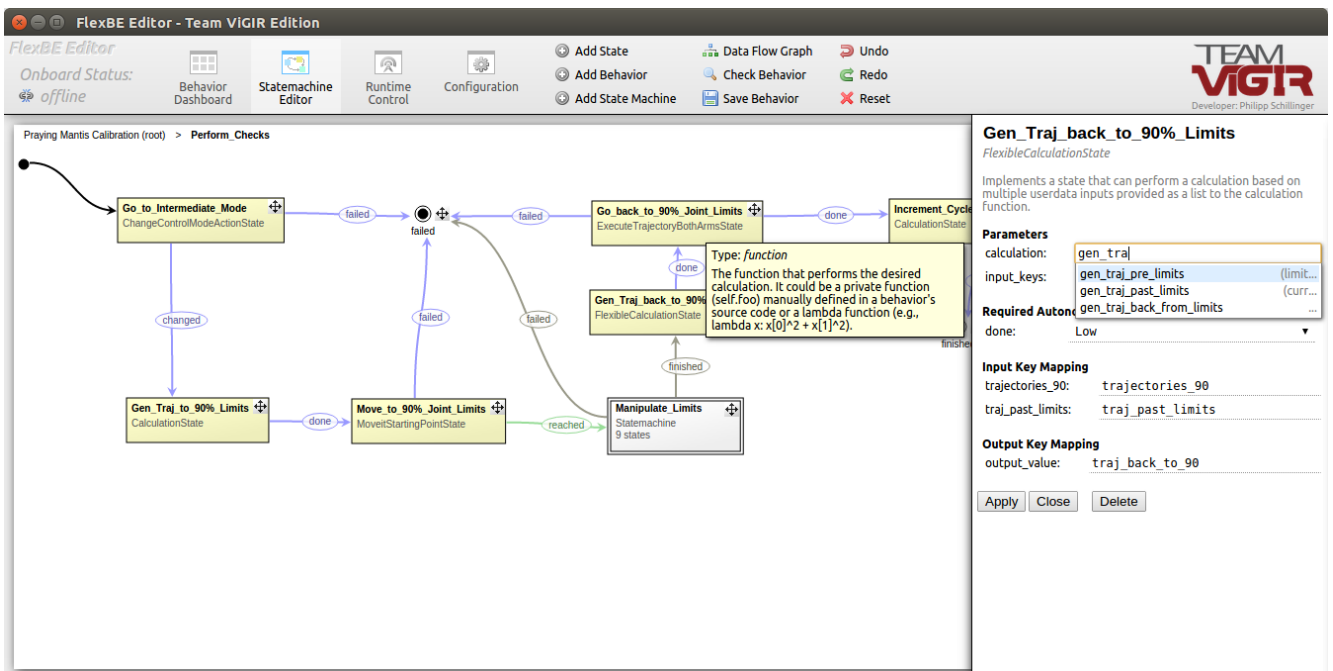 FlexBE Editor - Team ViGIR Edition
FlexBE Editor
Onboard Status:
offline
Behavior
Dashboard
Statemachine
Editor
Runtime
Control
Configuration
Add State
Add Behavior
Add State Machine
Data Flow Graph
Check Behavior
Save Behavior
Undo
Redo
Reset
TEAM
ViGIR
Developer: Philipp Schillinger
Praying Mantis Calibration (root) > Perform_Checks
Go_to_Intermediate_Mode
ChangeControlModeActionState
failed
failed
failed
Go_back_to_90%_Joint_Limits
ExecuteTrajectoryBothArmsState
done
Increment_Cycle
CalculationState
changed
failed
failed
done
Gen_Traj_back_to_90%
FlexibleCalculationState
Type: function
The function that performs the desired
calculation. It could be a private function
(self.foo) manually defined in a behavior's
source code or a lambda function (e.g.,
lambda x: x[0]^2 + x[1]^2).
finished
Gen_Traj_to_90%_Limits
CalculationState
done
Move_to_90%_Joint_Limits
MoveitStartingPointState
reached
Manipulate_Limits
Statemachine
9 states
Gen_Traj_back_to_90%_Limits
FlexibleCalculationState
Implements a state that can perform a calculation based on
multiple userdata inputs provided as a list to the calculation
function.
Parameters
calculation: gen_tra
input_keys:
gen_traj_pre_limits (limit...
gen_traj_past_limits (curr...
gen_traj_back_from_limits ...
Required Auton
done: Low
Input Key Mapping
trajectories_90: trajectories_90
traj_past_limits: traj_past_limits
Output Key Mapping
output_value: traj_back_to_90
Apply Close Delete